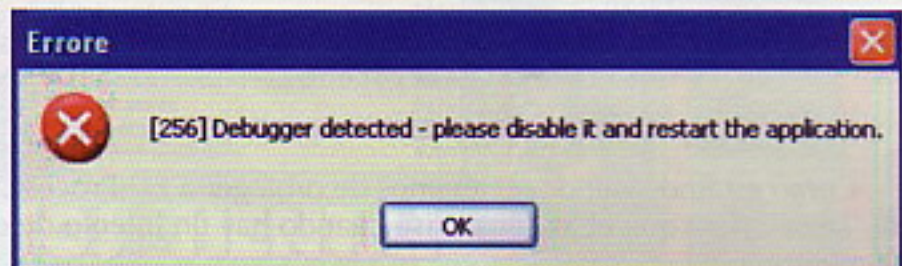 Errore
[256] Debugger detected - please disable it and restart the application.
OK